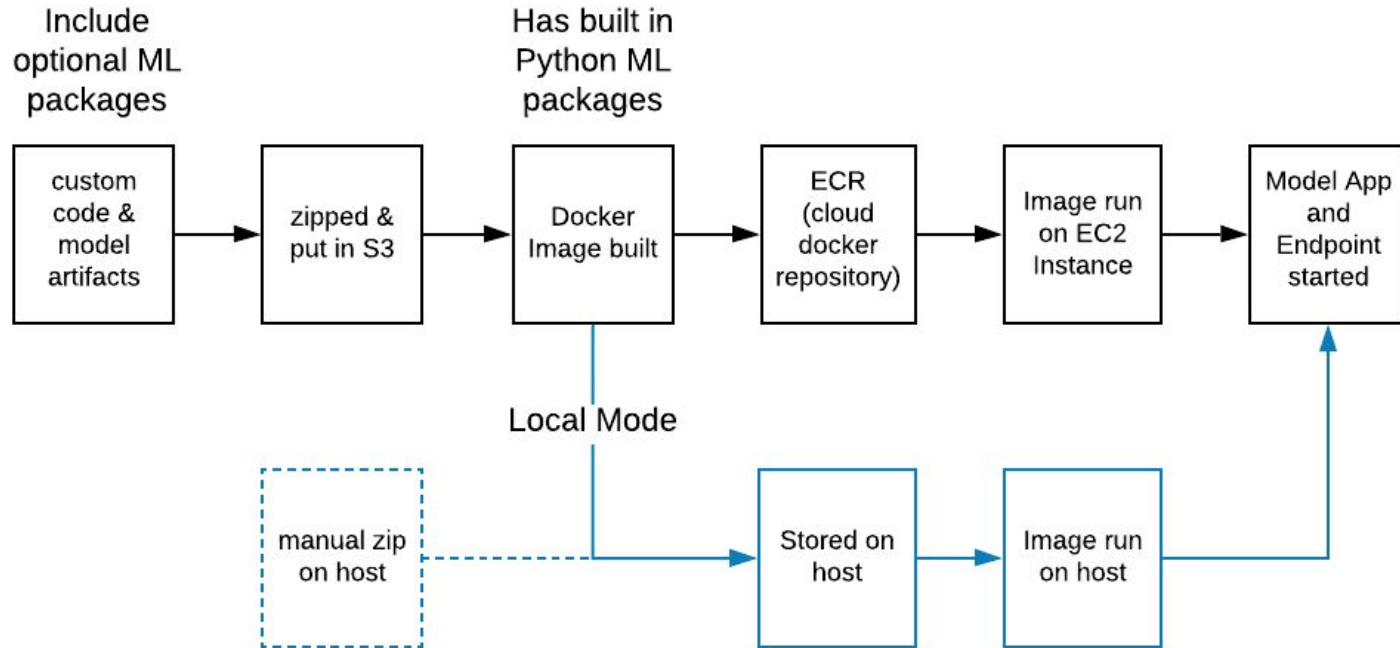 Include
optional ML
packages
Has built in
Python ML
packages
custom
code &
model
artifacts
zipped &
put in S3
Docker
Image built
ECR
(cloud
docker
repository)
Image run
on EC2
Instance
Model App
and
Endpoint
started
Local Mode
manual zip
on host
Stored on
host
Image run
on host